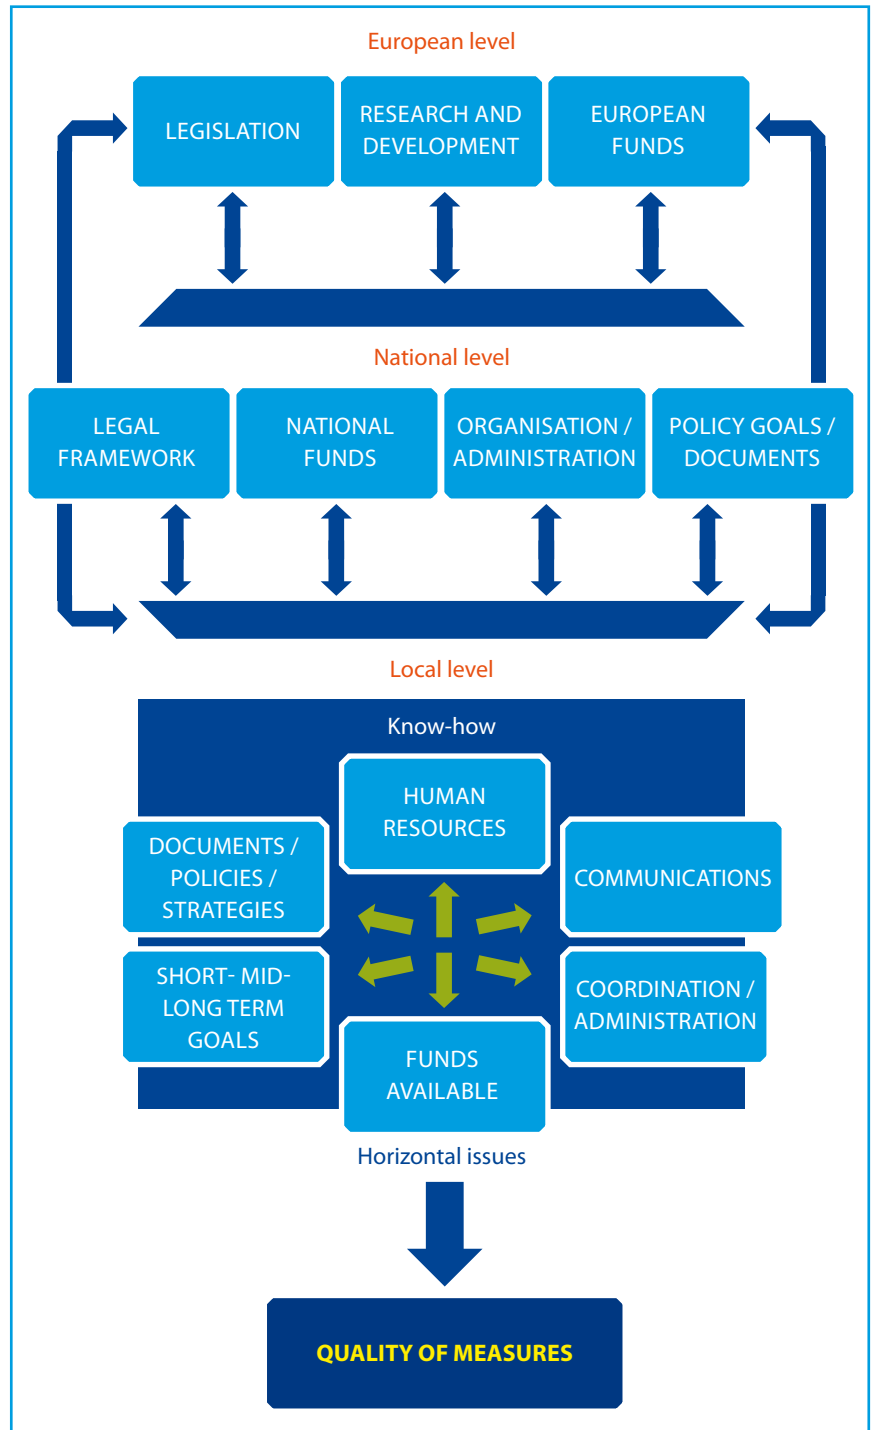 European level
LEGISLATION
RESEARCH AND
DEVELOPMENT
EUROPEAN
FUNDS
National level
LEGAL
FRAMEWORK
NATIONAL
FUNDS
ORGANISATION /
ADMINISTRATION
POLICY GOALS /
DOCUMENTS
Local level
Know-how
HUMAN
RESOURCES
DOCUMENTS /
POLICIES /
STRATEGIES
COMMUNICATIONS
SHORT- MID-
LONG TERM
GOALS
COORDINATION /
ADMINISTRATION
FUNDS
AVAILABLE
Horizontal issues
QUALITY OF MEASURES